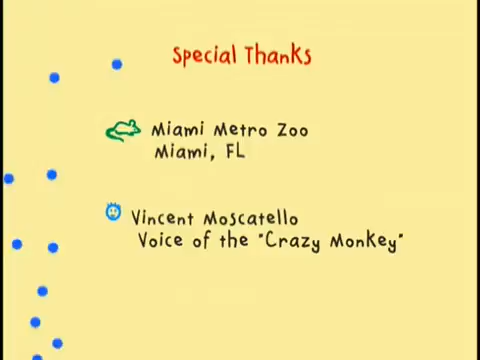 Special Thanks
Miami Metro Zoo
Miami, FL
Vincent Moscatello
Voice of the "Crazy Monkey"